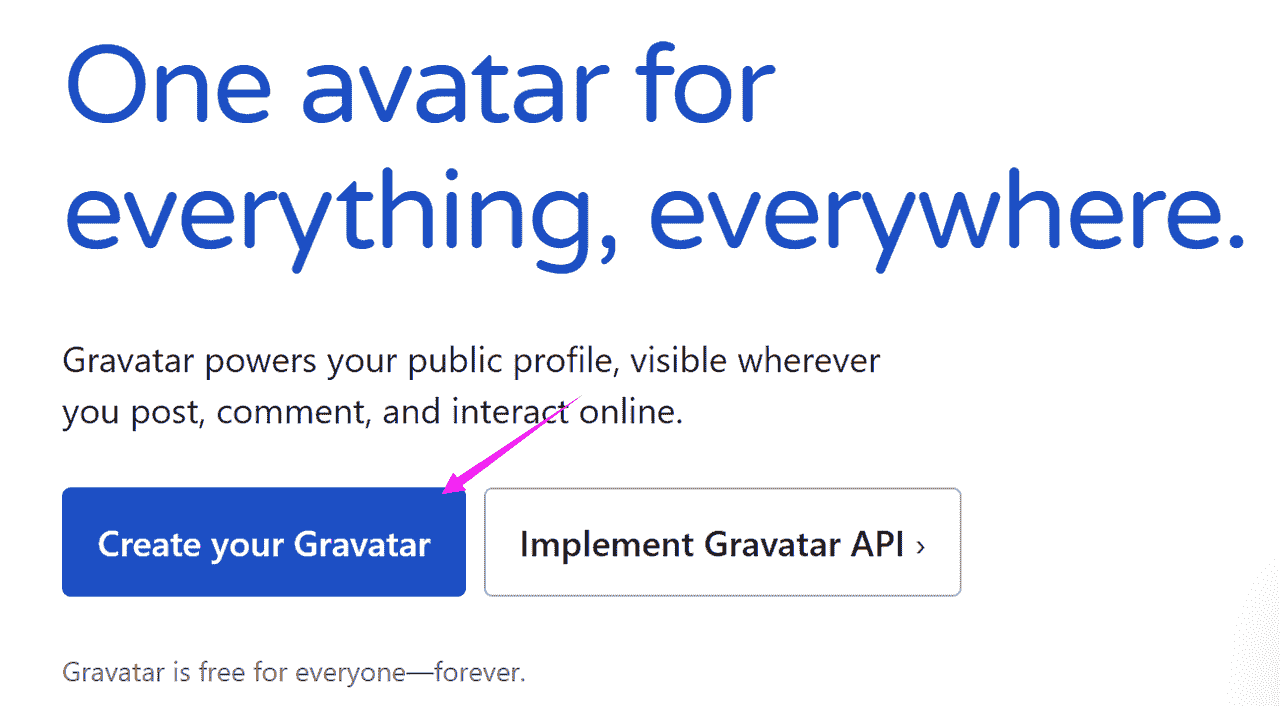 One avatar for
everything, everywhere.
Gravatar powers your public profile, visible wherever
you post, comment, and interact online.
Create your Gravatar
Implement Gravatar API ›
Gravatar is free for everyone—forever.